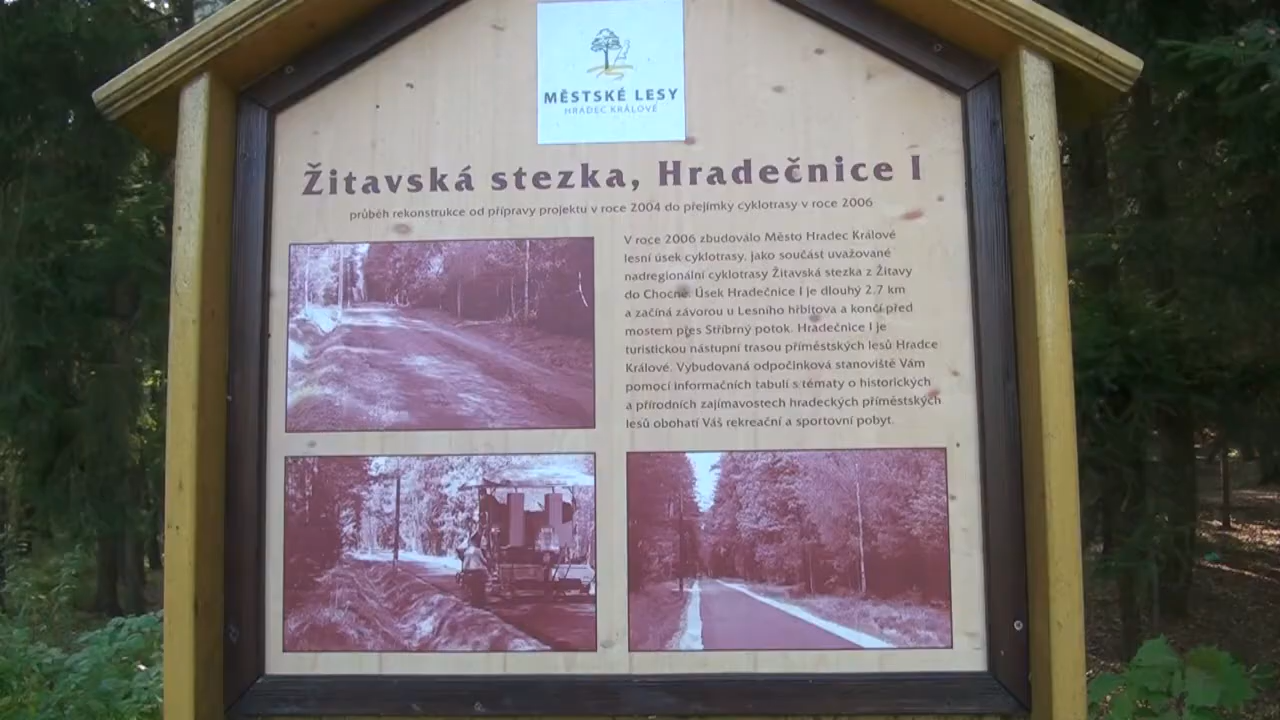 MĚSTSKÉ LESY
HRADEC KRÁLOVÉ
Žitavská stezka, Hradečnice I
průběh rekonstrukce od přípravy projektu v roce 2004 do přejímky cyklotrasy v roce 2006
V roce 2006 zbudovalo Město Hradec Králové
lesní úsek cyklotrasy, jako součást uvažované
nadregionální cyklotrasy Žitavská stezka z Žitavy
do Chocně. Úsek Hradečnice I je dlouhý 2,7 km
a začíná závorou u Lesního hřbitova a končí před
mostem přes Stříbrný potok. Hradečnice I je
turistickou nástupní trasou příměstských lesů Hradce
Králové. Vybudovaná odpočinková stanoviště Vám
pomocí informačních tabulí s tématy o historických
a přírodních zajímavostech hradeckých příměstských
lesů obohatí Váš rekreační a sportovní pobyt.